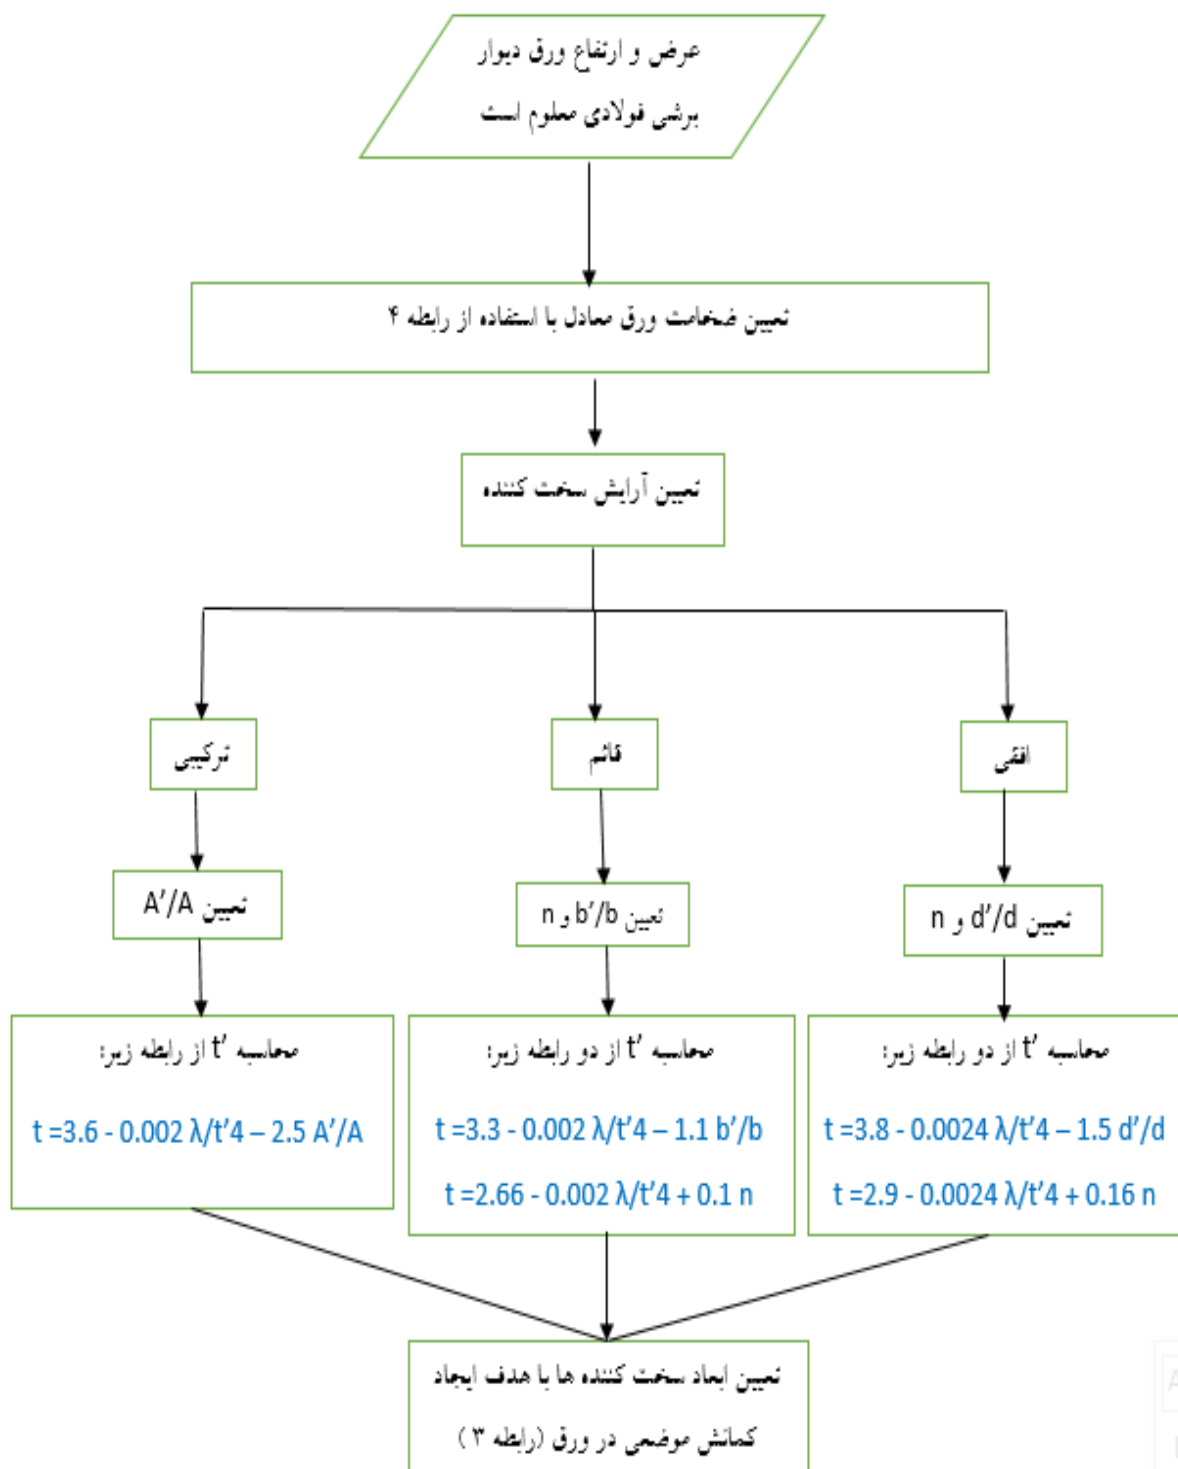 عرض و ارتفاع ورق دیوار
برشی فولادی معلوم است
تعیین ضخامت ورق معادل با استفاده از رابطه ۴
تعیین آرایش سخت کننده
افقی
قائم
ترکیبی
تعیین d′/d و n
تعیین b′/b و n
تعیین A′/A
محاسبه t′ از دو رابطه زیر:
t =3.8 - 0.0024 λ/t′4 – 1.5 d′/d
t =2.9 - 0.0024 λ/t′4 + 0.16 n
محاسبه t′ از دو رابطه زیر:
t =3.3 - 0.002 λ/t′4 – 1.1 b′/b
t =2.66 - 0.002 λ/t′4 + 0.1 n
محاسبه t′ از رابطه زیر:
t =3.6 - 0.002 λ/t′4 – 2.5 A′/A
تعیین ابعاد سخت کننده ها با هدف ایجاد
کمانش موضعی در ورق (رابطه ۳ )